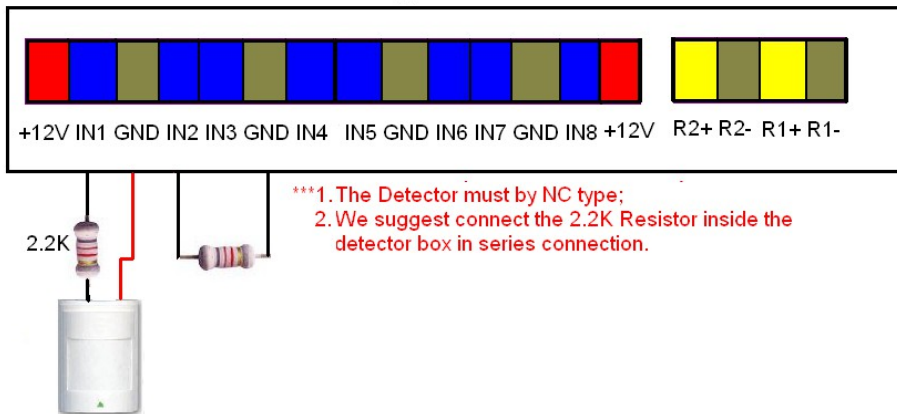 +12V IN1 GND IN2 IN3 GND IN4 IN5 GND IN6 IN7 GND IN8 +12V R2+ R2- R1+ R1-
***1. The Detector must by NC type;
2. We suggest connect the 2.2K Resistor inside the
detector box in series connection.
2.2K